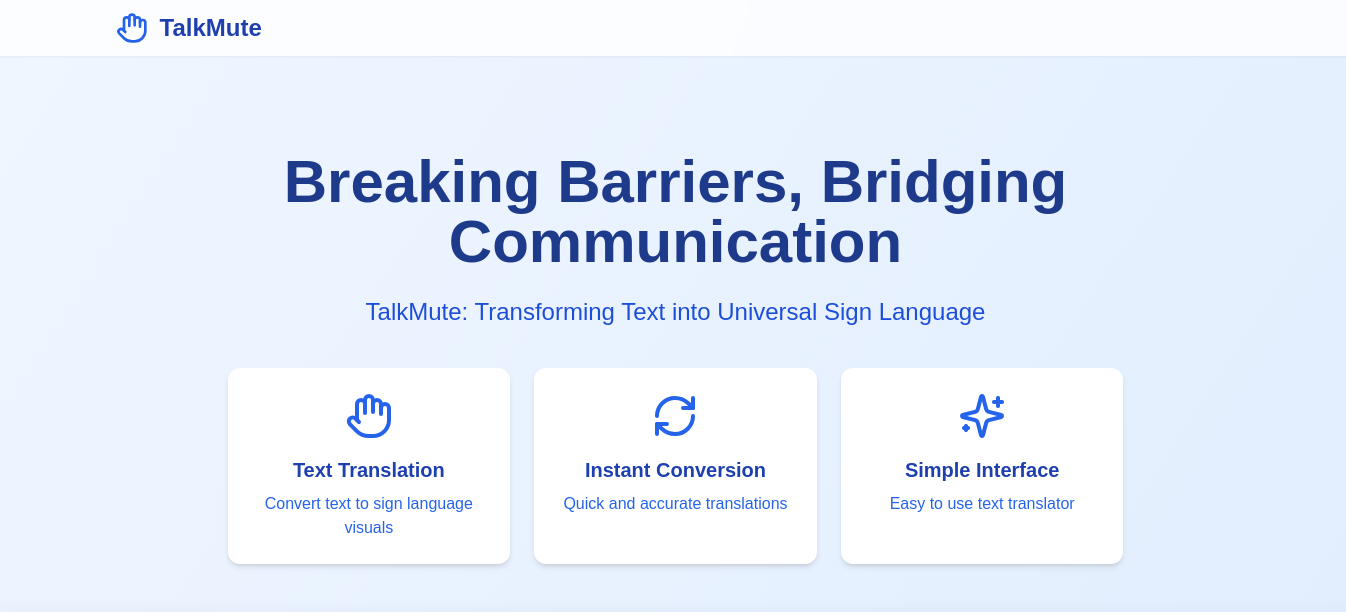 TalkMute
Breaking Barriers, Bridging
Communication
TalkMute: Transforming Text into Universal Sign Language
Text Translation
Convert text to sign language
visuals
Instant Conversion
Quick and accurate translations
Simple Interface
Easy to use text translator